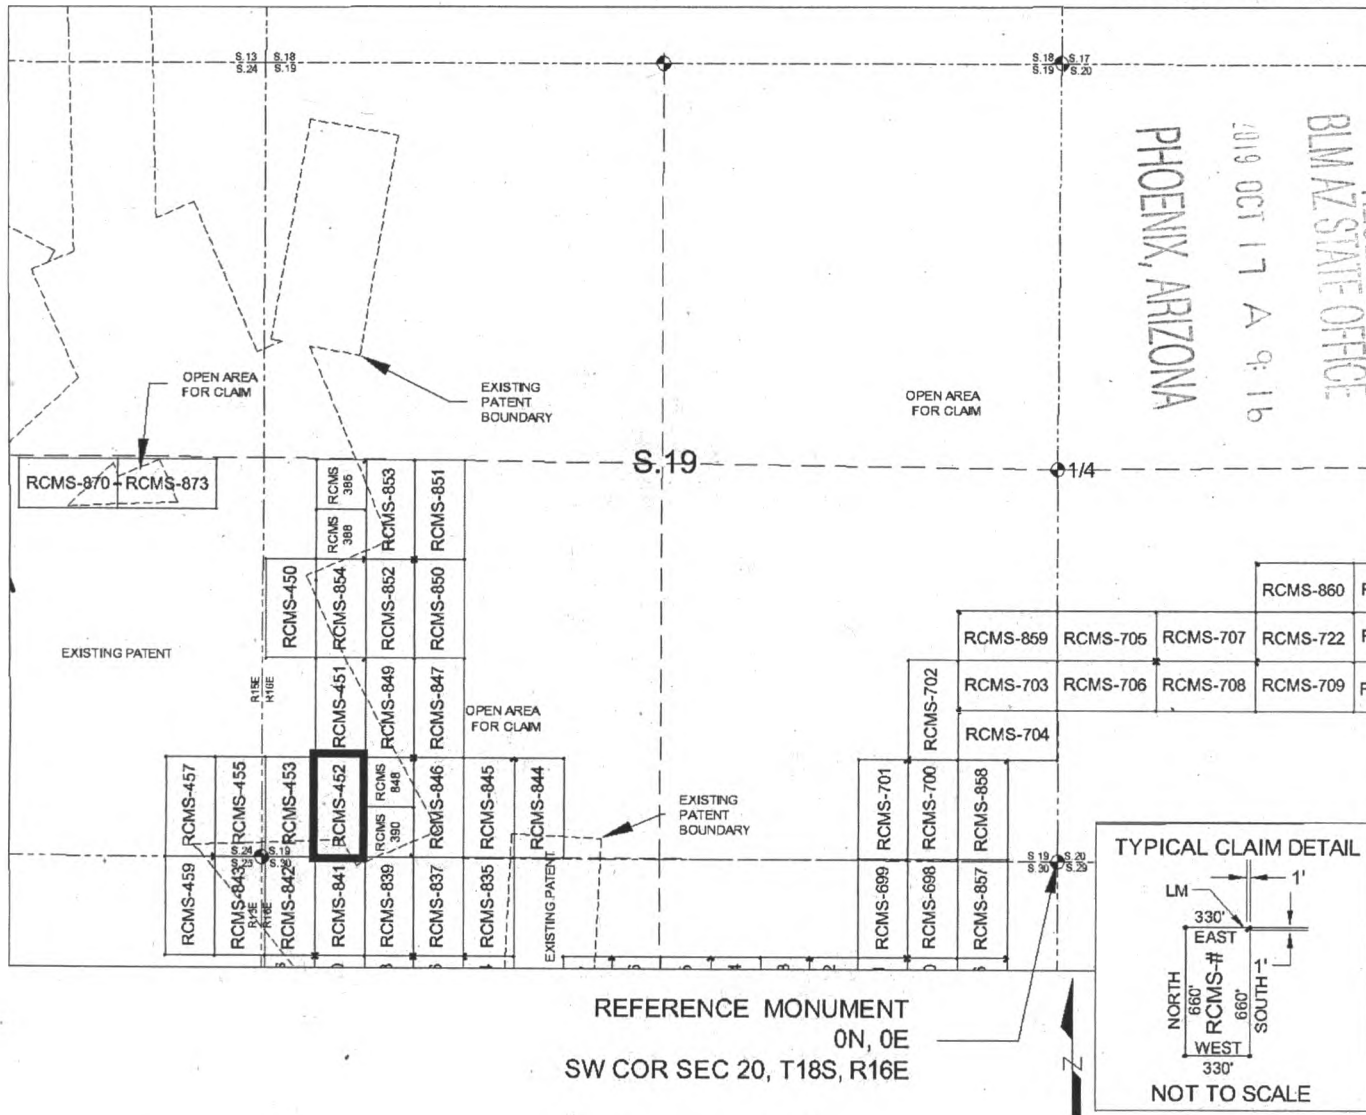 S.13 S.18
S.24 S.19
S.18 S.17
S.19 S.20
BLM AZ STATE OFFICE
2019 OCT 17 A 9:16
PHOENIX, ARIZONA
OPEN AREA
FOR CLAIM
EXISTING
PATENT
BOUNDARY
OPEN AREA
FOR CLAIM
S.19
1/4
RCMS-870
RCMS-873
RCMS
385
RCMS
388
RCMS-853
RCMS-851
RCMS-450
RCMS-854
RCMS-852
RCMS-850
RCMS-860
RCMS-859
RCMS-705
RCMS-707
RCMS-722
EXISTING PATENT
R15E
R16E
RCMS-451
RCMS-849
RCMS-847
OPEN AREA
FOR CLAIM
RCMS-702
RCMS-703
RCMS-706
RCMS-708
RCMS-709
RCMS-704
RCMS-457
RCMS-455
RCMS-453
RCMS-452
RCMS
848
RCMS
390
RCMS-846
RCMS-845
RCMS-844
EXISTING
PATENT
BOUNDARY
RCMS-701
RCMS-700
RCMS-858
S.24 S.19
S.25 S.30
S.19 S.20
S.30 S.29
RCMS-459
RCMS-843
R15E
R16E
RCMS-842
RCMS-841
RCMS-839
RCMS-837
RCMS-835
EXISTING PATENT
RCMS-699
RCMS-698
RCMS-857
REFERENCE MONUMENT
0N, 0E
SW COR SEC 20, T18S, R16E
N
TYPICAL CLAIM DETAIL
1'
LM
330'
EAST
NORTH
660'
RCMS-#
660'
SOUTH
1'
WEST
330'
NOT TO SCALE